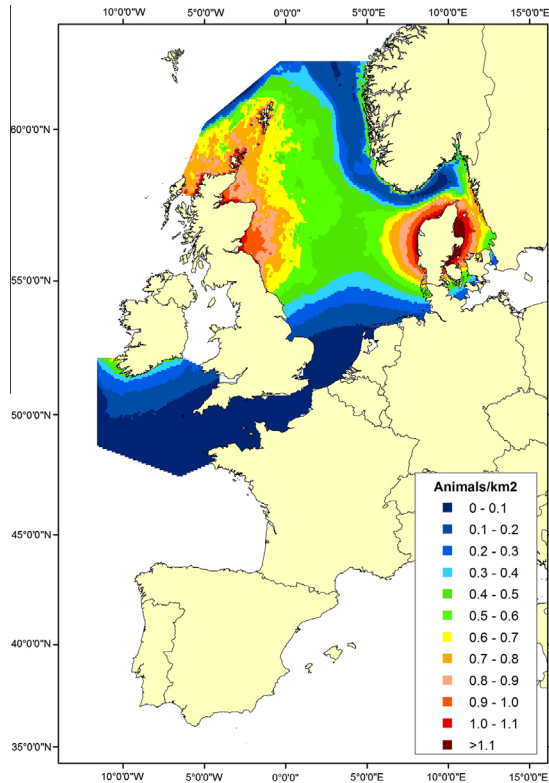 10°0'0"W 5°0'0"W 0°0'0" 5°0'0"E 10°0'0"E 15°0'0"E
60°0'0"N
55°0'0"N
50°0'0"N
45°0'0"N
40°0'0"N
35°0'0"N
Animals/km2
0 - 0.1
0.1 - 0.2
0.2 - 0.3
0.3 - 0.4
0.4 - 0.5
0.5 - 0.6
0.6 - 0.7
0.7 - 0.8
0.8 - 0.9
0.9 - 1.0
1.0 - 1.1
>1.1
10°0'0"W 5°0'0"W 0°0'0" 5°0'0"E 10°0'0"E 15°0'0"E